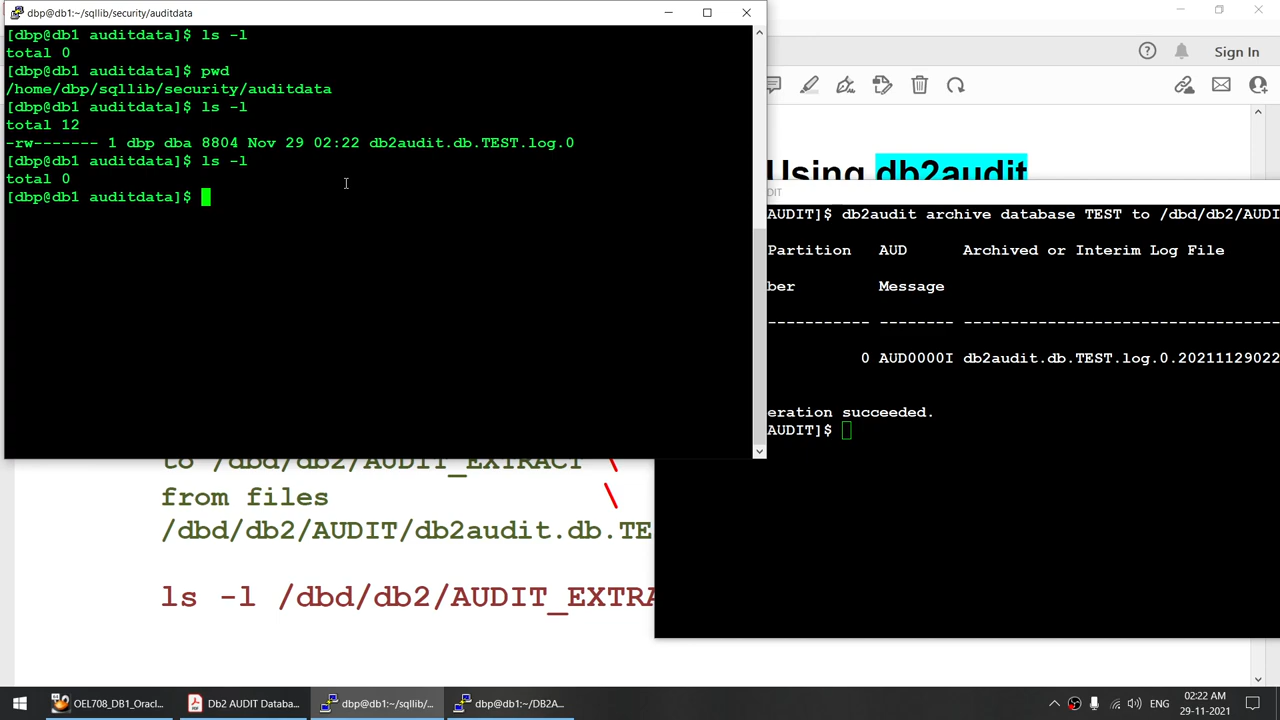 dbp@db1:~/sqllib/security/auditdata
[dbp@db1 auditdata]$ ls -l
total 0
[dbp@db1 auditdata]$ pwd
/home/dbp/sqllib/security/auditdata
[dbp@db1 auditdata]$ ls -l
total 12
-rw------- 1 dbp dba 8804 Nov 29 02:22 db2audit.db.TEST.log.0
[dbp@db1 auditdata]$ ls -l
total 0
[dbp@db1 auditdata]$
Sign In
Using db2audit
DIT
AUDIT]$ db2audit archive database TEST to /dbd/db2/AUDI
Partition AUD Archived or Interim Log File
ber Message
----------- -------- ----------------------------------
0 AUD0000I db2audit.db.TEST.log.0.20211129022
eration succeeded.
AUDIT]$
to /dbd/db2/AUDIT_EXTRACT \
from files \
/dbd/db2/AUDIT/db2audit.db.TE
ls -l /dbd/db2/AUDIT_EXTRA
OEL708_DB1_Oracl...
Db2 AUDIT Databa...
dbp@db1:~/sqllib/...
dbp@db1:~/DB2A...
ENG
02:22 AM
29-11-2021